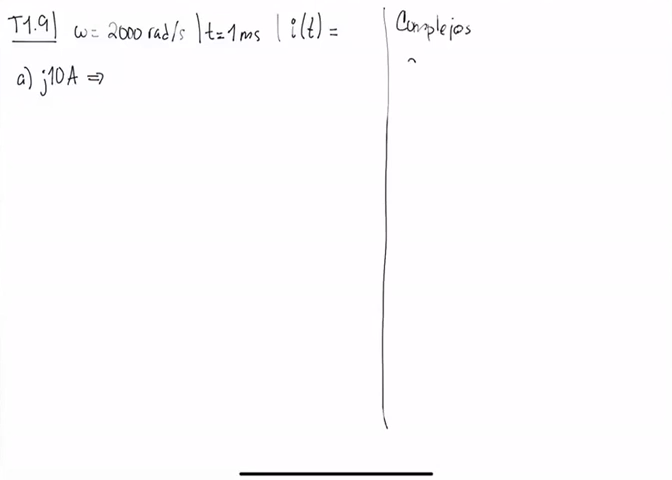 T1.9| ω = 2000 rad/s | t = 1 ms | i(t) =
a) j10A ⇒
Complejos